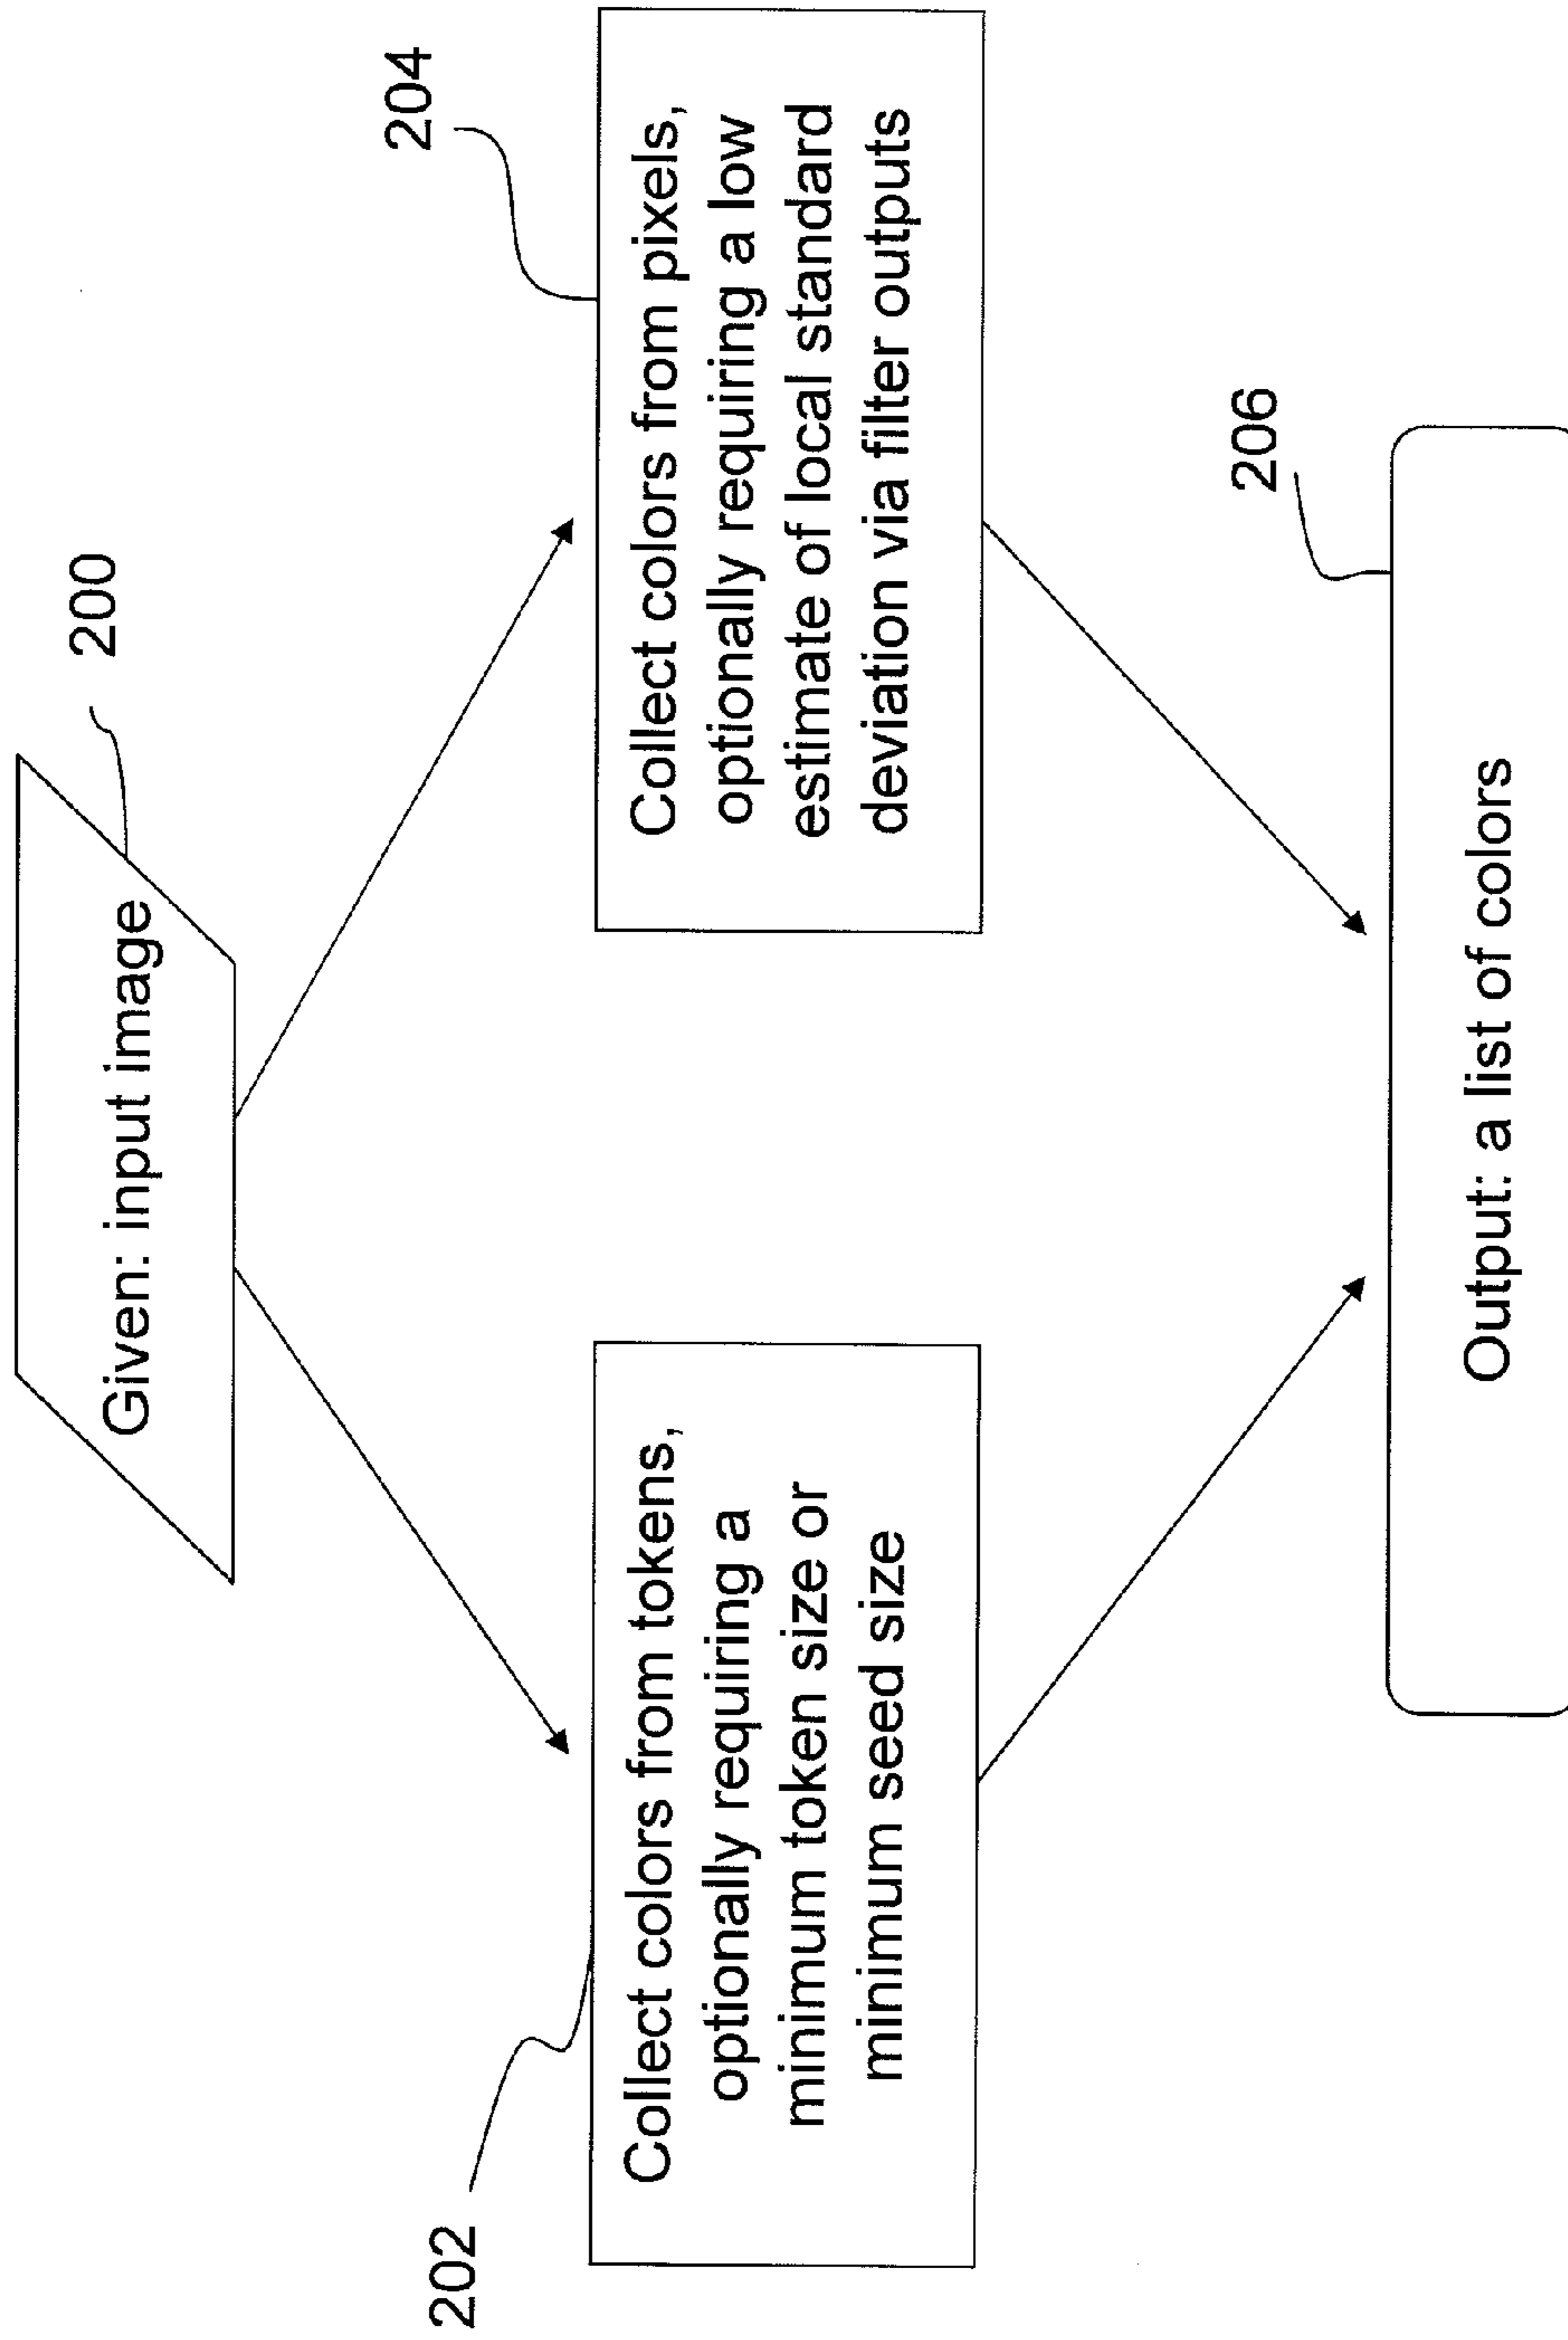 200
Given: input image
202
Collect colors from tokens,
optionally requiring a
minimum token size or
minimum seed size
204
Collect colors from pixels,
optionally requiring a low
estimate of local standard
deviation via filter outputs
206
Output: a list of colors